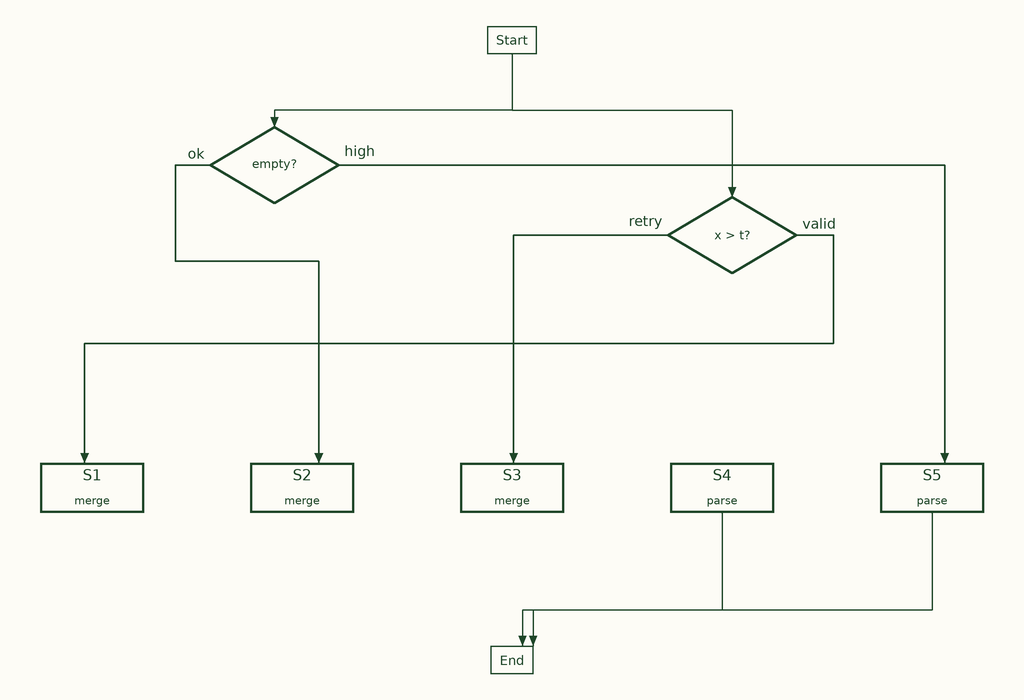 Start
ok
high
empty?
retry
valid
x > t?
S1
merge
S2
merge
S3
merge
S4
parse
S5
parse
End